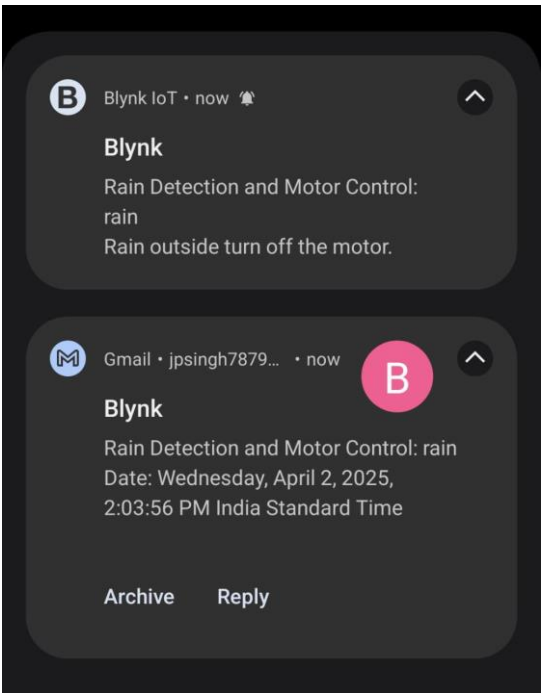 B Blynk IoT • now
Blynk
Rain Detection and Motor Control:
rain
Rain outside turn off the motor.
M Gmail • jpsingh7879... • now B
Blynk
Rain Detection and Motor Control: rain
Date: Wednesday, April 2, 2025,
2:03:56 PM India Standard Time
Archive Reply